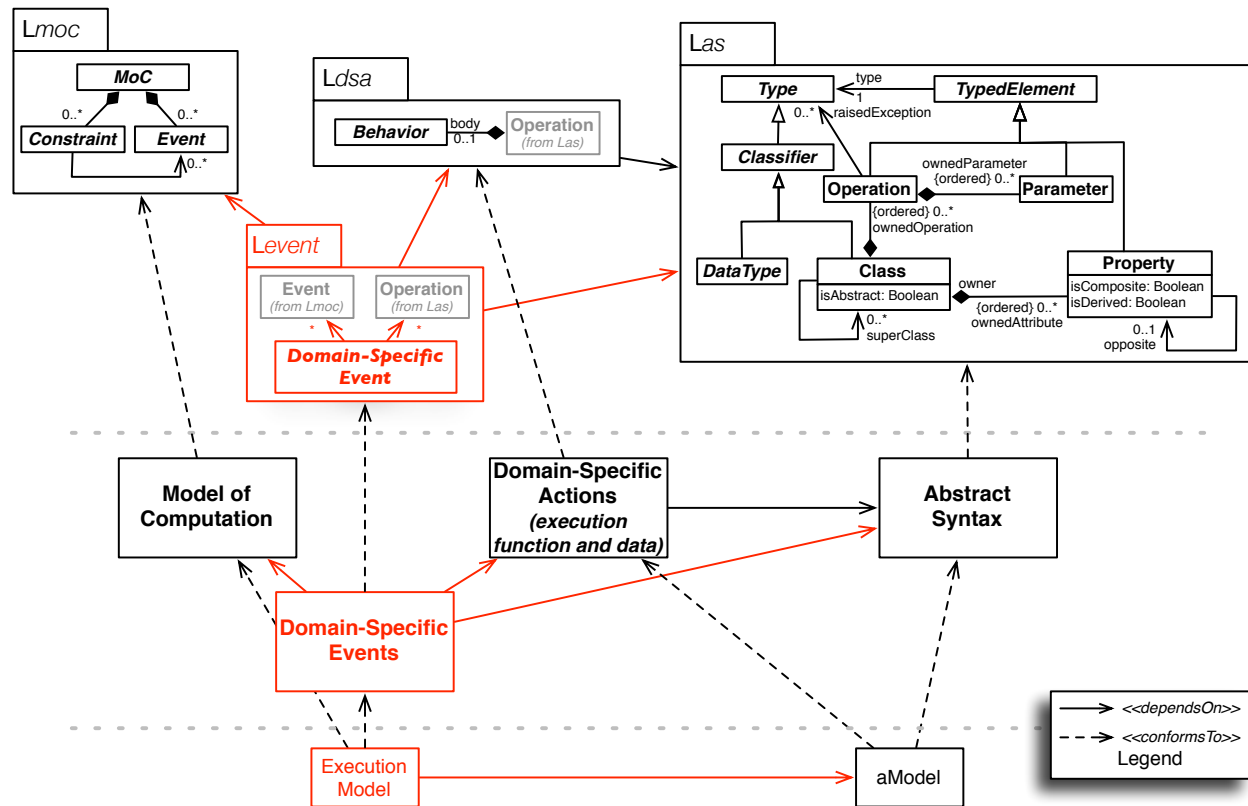 Lmoc
MoC
0..*
0..*
Constraint
Event
0..*
Ldsa
Behavior
body
0..1
Operation
(from Las)
Las
Type
type
1
TypedElement
0..*
raisedException
Classifier
Operation
ownedParameter
{ordered} 0..*
Parameter
{ordered} 0..*
ownedOperation
DataType
Class
isAbstract: Boolean
owner
{ordered} 0..*
ownedAttribute
Property
isComposite: Boolean
isDerived: Boolean
0..*
superClass
0..1
opposite
Levent
Event
(from Lmoc)
Operation
(from Las)
*
*
Domain-Specific
Event
Model of
Computation
Domain-Specific
Actions
(execution
function and data)
Abstract
Syntax
Domain-Specific
Events
Execution
Model
aModel
<<dependsOn>>
<<conformsTo>>
Legend